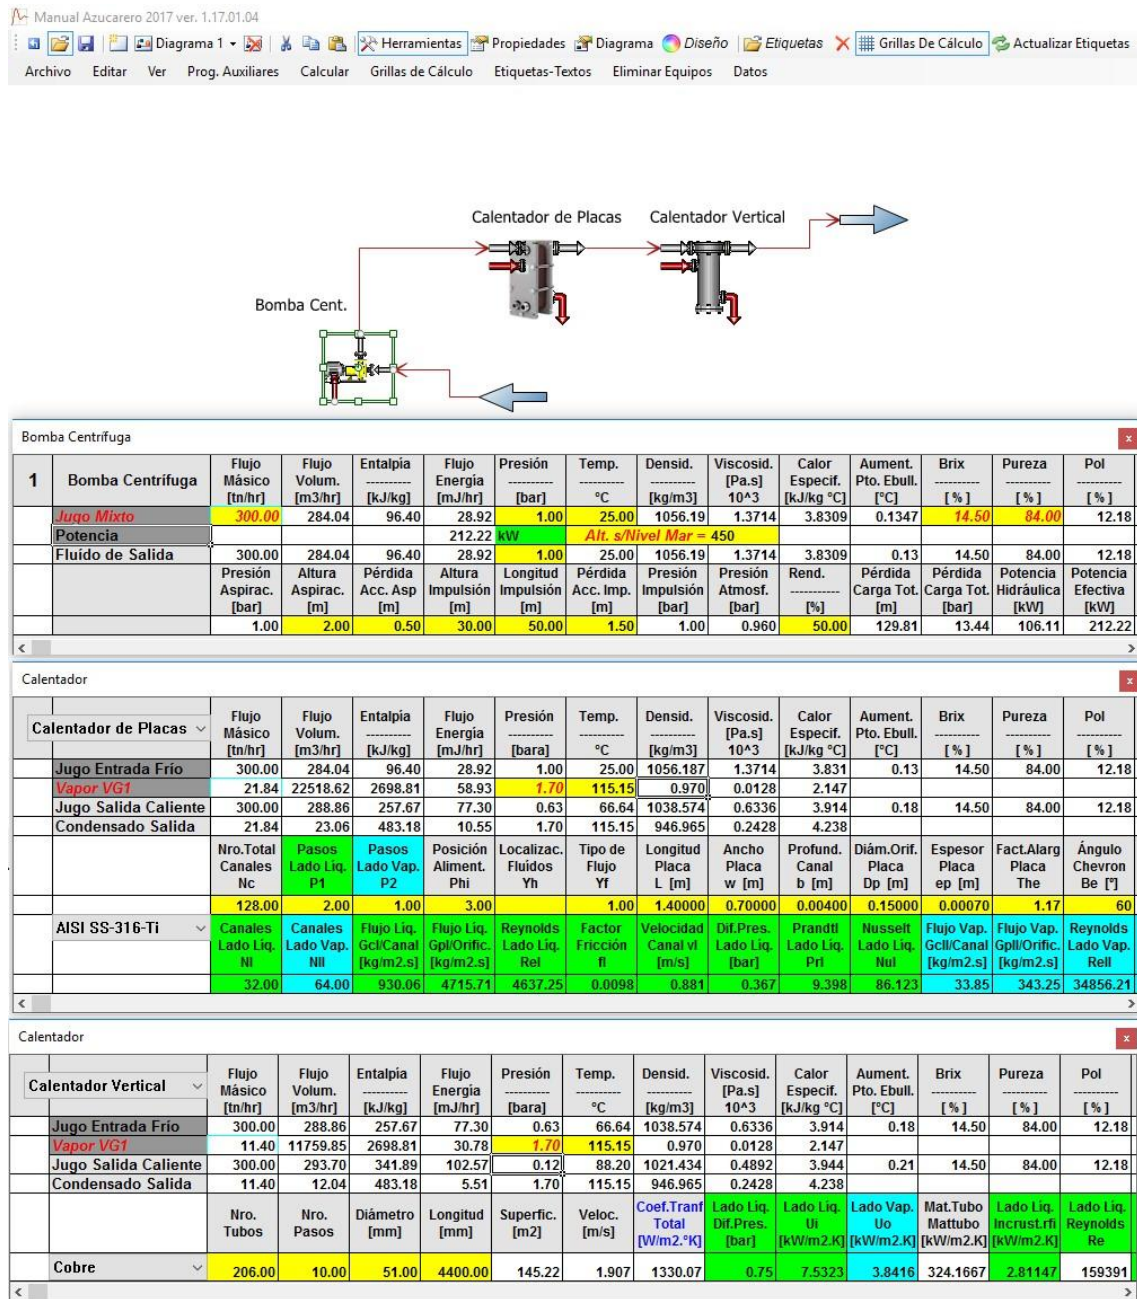 Manual Azucarero 2017 ver. 1.17.01.04
Diagrama 1 Herramientas Propiedades Diagrama Diseño Etiquetas Grillas De Cálculo Actualizar Etiquetas
Archivo Editar Ver Prog. Auxiliares Calcular Grillas de Cálculo Etiquetas-Textos Eliminar Equipos Datos
Calentador de Placas Calentador Vertical
Bomba Cent.
Bomba Centrífuga x
1 Bomba Centrífuga Flujo Másico [tn/hr] Flujo Volum. [m3/hr] Entalpía ---------- [kJ/kg] Flujo Energía [mJ/hr] Presión ---------- [bar] Temp. ---------- °C Densid. ---------- [kg/m3] Viscosid. [Pa.s] 10^3 Calor Especif. [kJ/kg °C] Aument. Pto. Ebull. [°C] Brix ---------- [ % ] Pureza ---------- [ % ] Pol ---------- [ % ]
Jugo Mixto 300.00 284.04 96.40 28.92 1.00 25.00 1056.19 1.3714 3.8309 0.1347 14.50 84.00 12.18
Potencia 212.22 kW Alt. s/Nivel Mar = 450
Fluído de Salida 300.00 284.04 96.40 28.92 1.00 25.00 1056.19 1.3714 3.8309 0.13 14.50 84.00 12.18
Presión Aspirac. [bar] Altura Aspirac. [m] Pérdida Acc. Asp [m] Altura Impulsión [m] Longitud Impulsión [m] Pérdida Acc. Imp. [m] Presión Impulsión [bar] Presión Atmosf. [bar] Rend. ---------- [%] Pérdida Carga Tot. [m] Pérdida Carga Tot. [bar] Potencia Hidráulica [kW] Potencia Efectiva [kW]
1.00 2.00 0.50 30.00 50.00 1.50 1.00 0.960 50.00 129.81 13.44 106.11 212.22
Calentador x
Calentador de Placas Flujo Másico [tn/hr] Flujo Volum. [m3/hr] Entalpía ---------- [kJ/kg] Flujo Energía [mJ/hr] Presión ---------- [bara] Temp. ---------- °C Densid. ---------- [kg/m3] Viscosid. [Pa.s] 10^3 Calor Especif. [kJ/kg °C] Aument. Pto. Ebull. [°C] Brix ---------- [ % ] Pureza ---------- [ % ] Pol ---------- [ % ]
Jugo Entrada Frío 300.00 284.04 96.40 28.92 1.00 25.00 1056.187 1.3714 3.831 0.13 14.50 84.00 12.18
Vapor VG1 21.84 22518.62 2698.81 58.93 1.70 115.15 0.970 0.0128 2.147
Jugo Salida Caliente 300.00 288.86 257.67 77.30 0.63 66.64 1038.574 0.6336 3.914 0.18 14.50 84.00 12.18
Condensado Salida 21.84 23.06 483.18 10.55 1.70 115.15 946.965 0.2428 4.238
Nro.Total Canales Nc Pasos Lado Liq. P1 Pasos Lado Vap. P2 Posición Aliment. Phi Localizac. Fluidos Yh Tipo de Flujo Yf Longitud Placa L [m] Ancho Placa w [m] Profund. Canal b [m] Diám.Orif. Placa Dp [m] Espesor Placa ep [m] Fact.Alarg Placa The Ángulo Chevron Be [º]
128.00 2.00 1.00 3.00 1.00 1.40000 0.70000 0.00400 0.15000 0.00070 1.17 60
AISI SS-316-Ti Canales Lado Liq. Nl Canales Lado Vap. Nll Flujo Liq. Gcl/Canal [kg/m2.s] Flujo Liq. Gpl/Orific. [kg/m2.s] Reynolds Lado Liq. Rel Factor Fricción fl Velocidad Canal vl [m/s] Dif.Pres. Lado Liq. [bar] Prandtl Lado Liq. Prl Nusselt Lado Liq. Nul Flujo Vap. Gcll/Canal [kg/m2.s] Flujo Vap. Gpll/Orific. [kg/m2.s] Reynolds Lado Vap. Rell
32.00 64.00 930.06 4715.71 4637.25 0.0098 0.881 0.367 9.398 86.123 33.85 343.25 34856.21
Calentador x
Calentador Vertical Flujo Másico [tn/hr] Flujo Volum. [m3/hr] Entalpía ---------- [kJ/kg] Flujo Energía [mJ/hr] Presión ---------- [bara] Temp. ---------- °C Densid. ---------- [kg/m3] Viscosid. [Pa.s] 10^3 Calor Especif. [kJ/kg °C] Aument. Pto. Ebull. [°C] Brix ---------- [ % ] Pureza ---------- [ % ] Pol ---------- [ % ]
Jugo Entrada Frío 300.00 288.86 257.67 77.30 0.63 66.64 1038.574 0.6336 3.914 0.18 14.50 84.00 12.18
Vapor VG1 11.40 11759.85 2698.81 30.78 1.70 115.15 0.970 0.0128 2.147
Jugo Salida Caliente 300.00 293.70 341.89 102.57 0.12 88.20 1021.434 0.4892 3.944 0.21 14.50 84.00 12.18
Condensado Salida 11.40 12.04 483.18 5.51 1.70 115.15 946.965 0.2428 4.238
Nro. Tubos Nro. Pasos Diámetro [mm] Longitud [mm] Superfic. [m2] Veloc. [m/s] Coef.Tranf Total [W/m2.°K] Lado Liq. Dif.Pres. [bar] Lado Liq. Ui [kW/m2.K] Lado Vap. Uo [kW/m2.K] Mat.Tubo Mattubo [kW/m2.K] Lado Liq. Incrust.rfi [kW/m2.K] Lado Liq. Reynolds Re
Cobre 206.00 10.00 51.00 4400.00 145.22 1.907 1330.07 0.75 7.5323 3.8416 324.1667 2.81147 159391